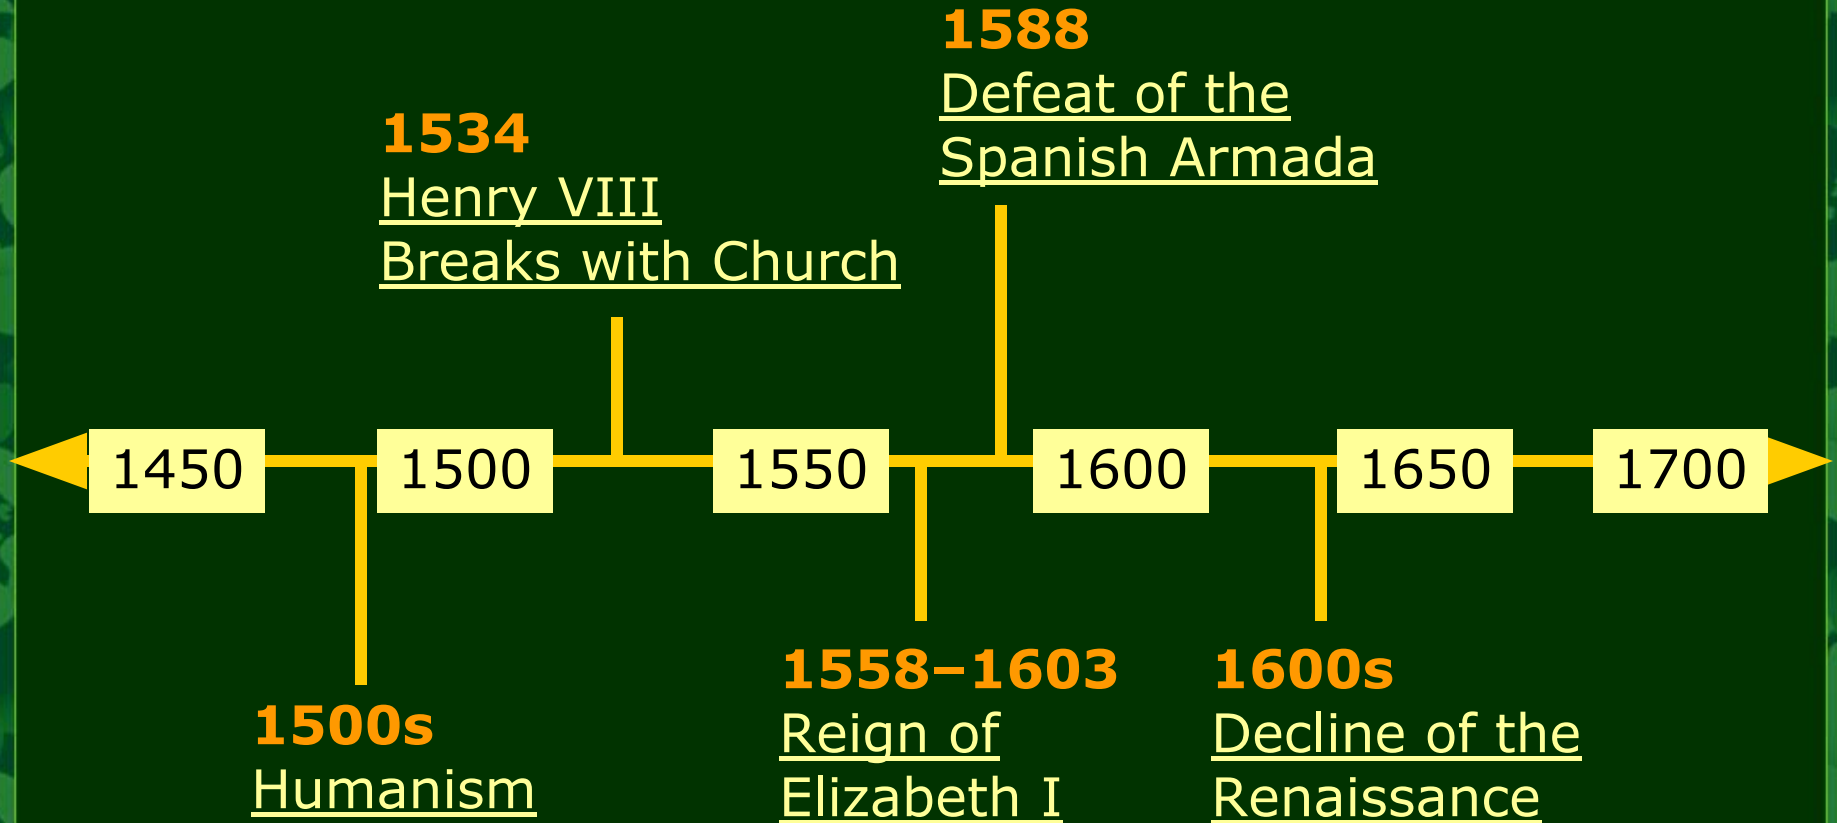 1588
Defeat of the
Spanish Armada
1534
Henry VIII
Breaks with Church
1450 1500 1550 1600 1650 1700
1500s
Humanism
1558–1603
Reign of
Elizabeth I
1600s
Decline of the
Renaissance